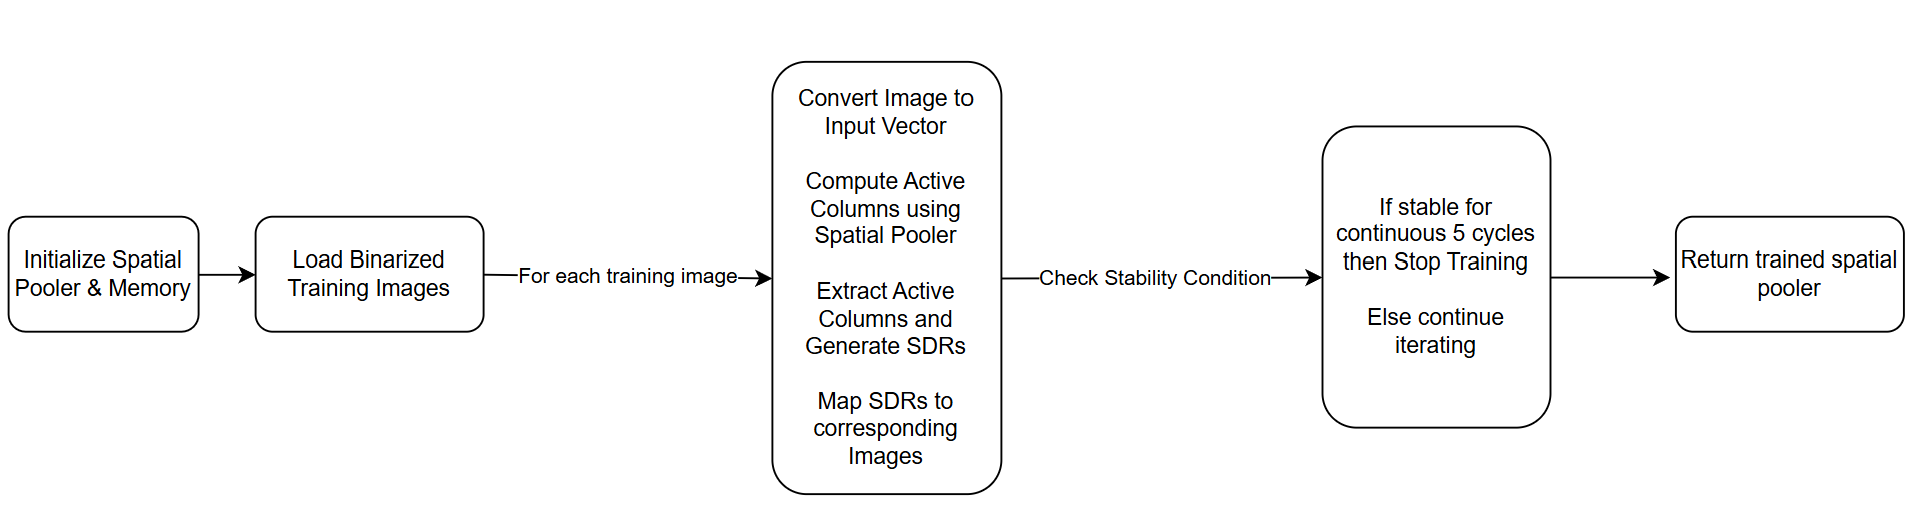 Initialize Spatial
Pooler & Memory
Load Binarized
Training Images
For each training image
Convert Image to
Input Vector
Compute Active
Columns using
Spatial Pooler
Extract Active
Columns and
Generate SDRs
Map SDRs to
corresponding
Images
Check Stability Condition
If stable for
continuous 5 cycles
then Stop Training
Else continue
iterating
Return trained spatial
pooler